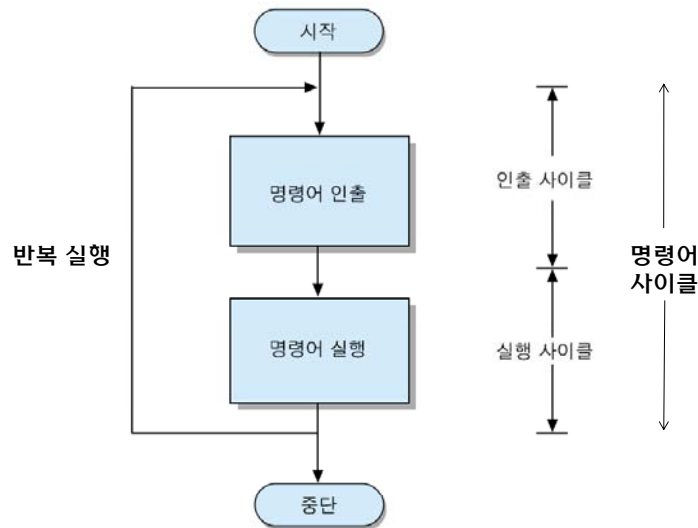 시작
명령어 인출
인출 사이클
반복 실행
명령어
사이클
명령어 실행
실행 사이클
중단